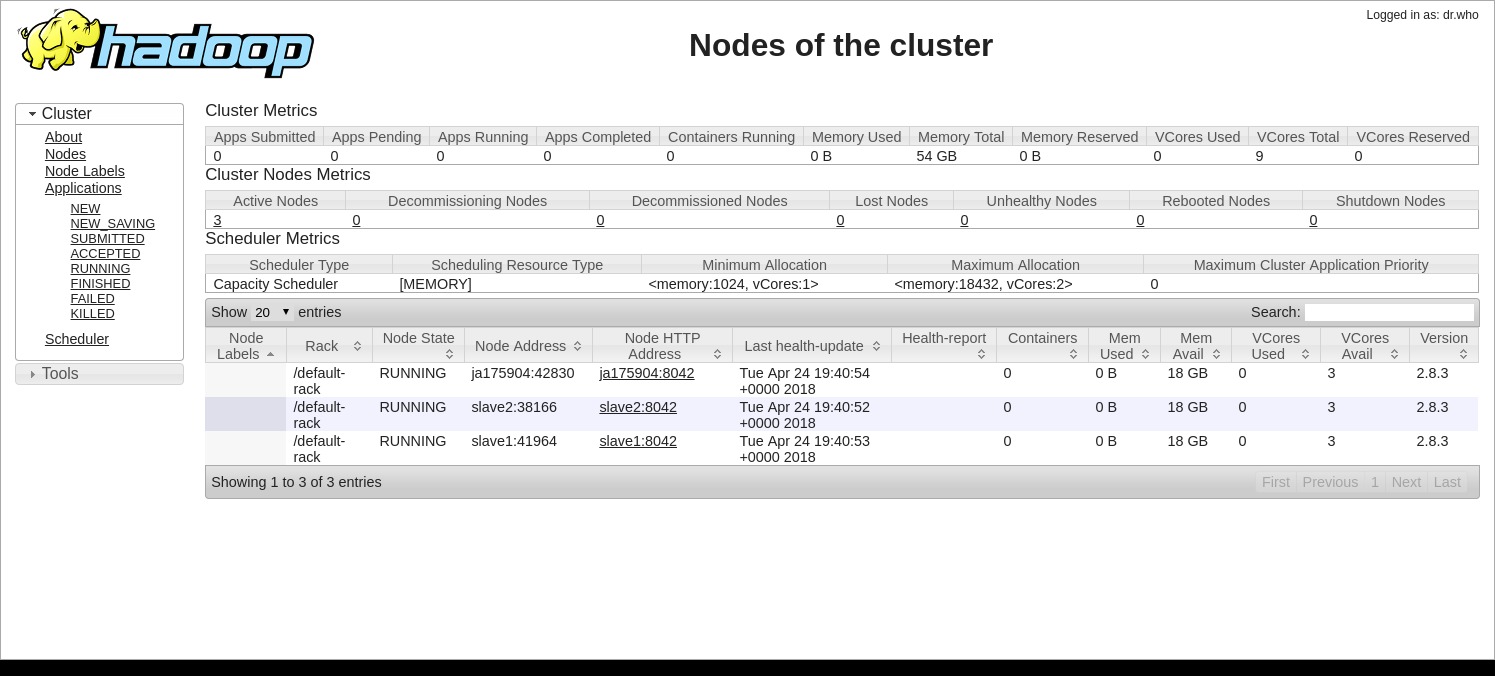 Logged in as: dr.who
hadoop
Nodes of the cluster
Cluster
About
Nodes
Node Labels
Applications
NEW
NEW_SAVING
SUBMITTED
ACCEPTED
RUNNING
FINISHED
FAILED
KILLED
Scheduler
Tools
Cluster Metrics
Apps Submitted Apps Pending Apps Running Apps Completed Containers Running Memory Used Memory Total Memory Reserved VCores Used VCores Total VCores Reserved
0 0 0 0 0 0 B 54 GB 0 B 0 9 0
Cluster Nodes Metrics
Active Nodes Decommissioning Nodes Decommissioned Nodes Lost Nodes Unhealthy Nodes Rebooted Nodes Shutdown Nodes
3 0 0 0 0 0 0
Scheduler Metrics
Scheduler Type Scheduling Resource Type Minimum Allocation Maximum Allocation Maximum Cluster Application Priority
Capacity Scheduler [MEMORY] <memory:1024, vCores:1> <memory:18432, vCores:2> 0
Show 20 entries Search:
Node Rack Node State Node Address Node HTTP Last health-update Health-report Containers Mem Mem VCores VCores Version
Labels Address Used Avail Used Avail
/default- RUNNING ja175904:42830 ja175904:8042 Tue Apr 24 19:40:54 0 0 B 18 GB 0 3 2.8.3
rack +0000 2018
/default- RUNNING slave2:38166 slave2:8042 Tue Apr 24 19:40:52 0 0 B 18 GB 0 3 2.8.3
rack +0000 2018
/default- RUNNING slave1:41964 slave1:8042 Tue Apr 24 19:40:53 0 0 B 18 GB 0 3 2.8.3
rack +0000 2018
Showing 1 to 3 of 3 entries First Previous 1 Next Last